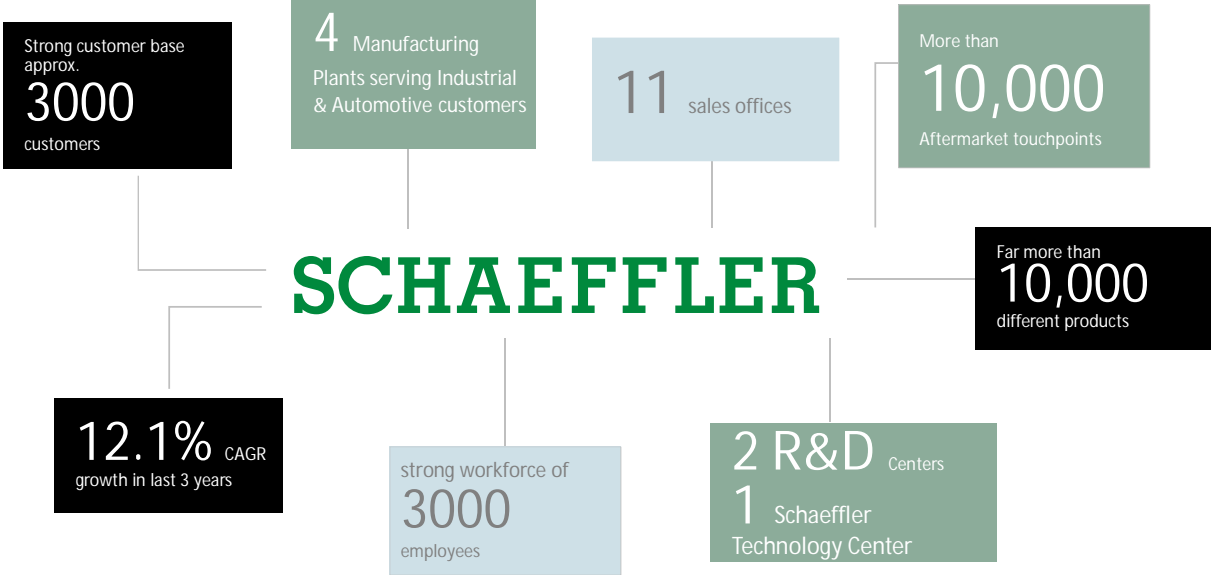 Strong customer base
approx.
3000
customers
4 Manufacturing
Plants serving Industrial
& Automotive customers
11 sales offices
More than
10,000
Aftermarket touchpoints
SCHAEFFLER
Far more than
10,000
different products
12.1% CAGR
growth in last 3 years
strong workforce of
3000
employees
2 R&D Centers
1 Schaeffler
Technology Center